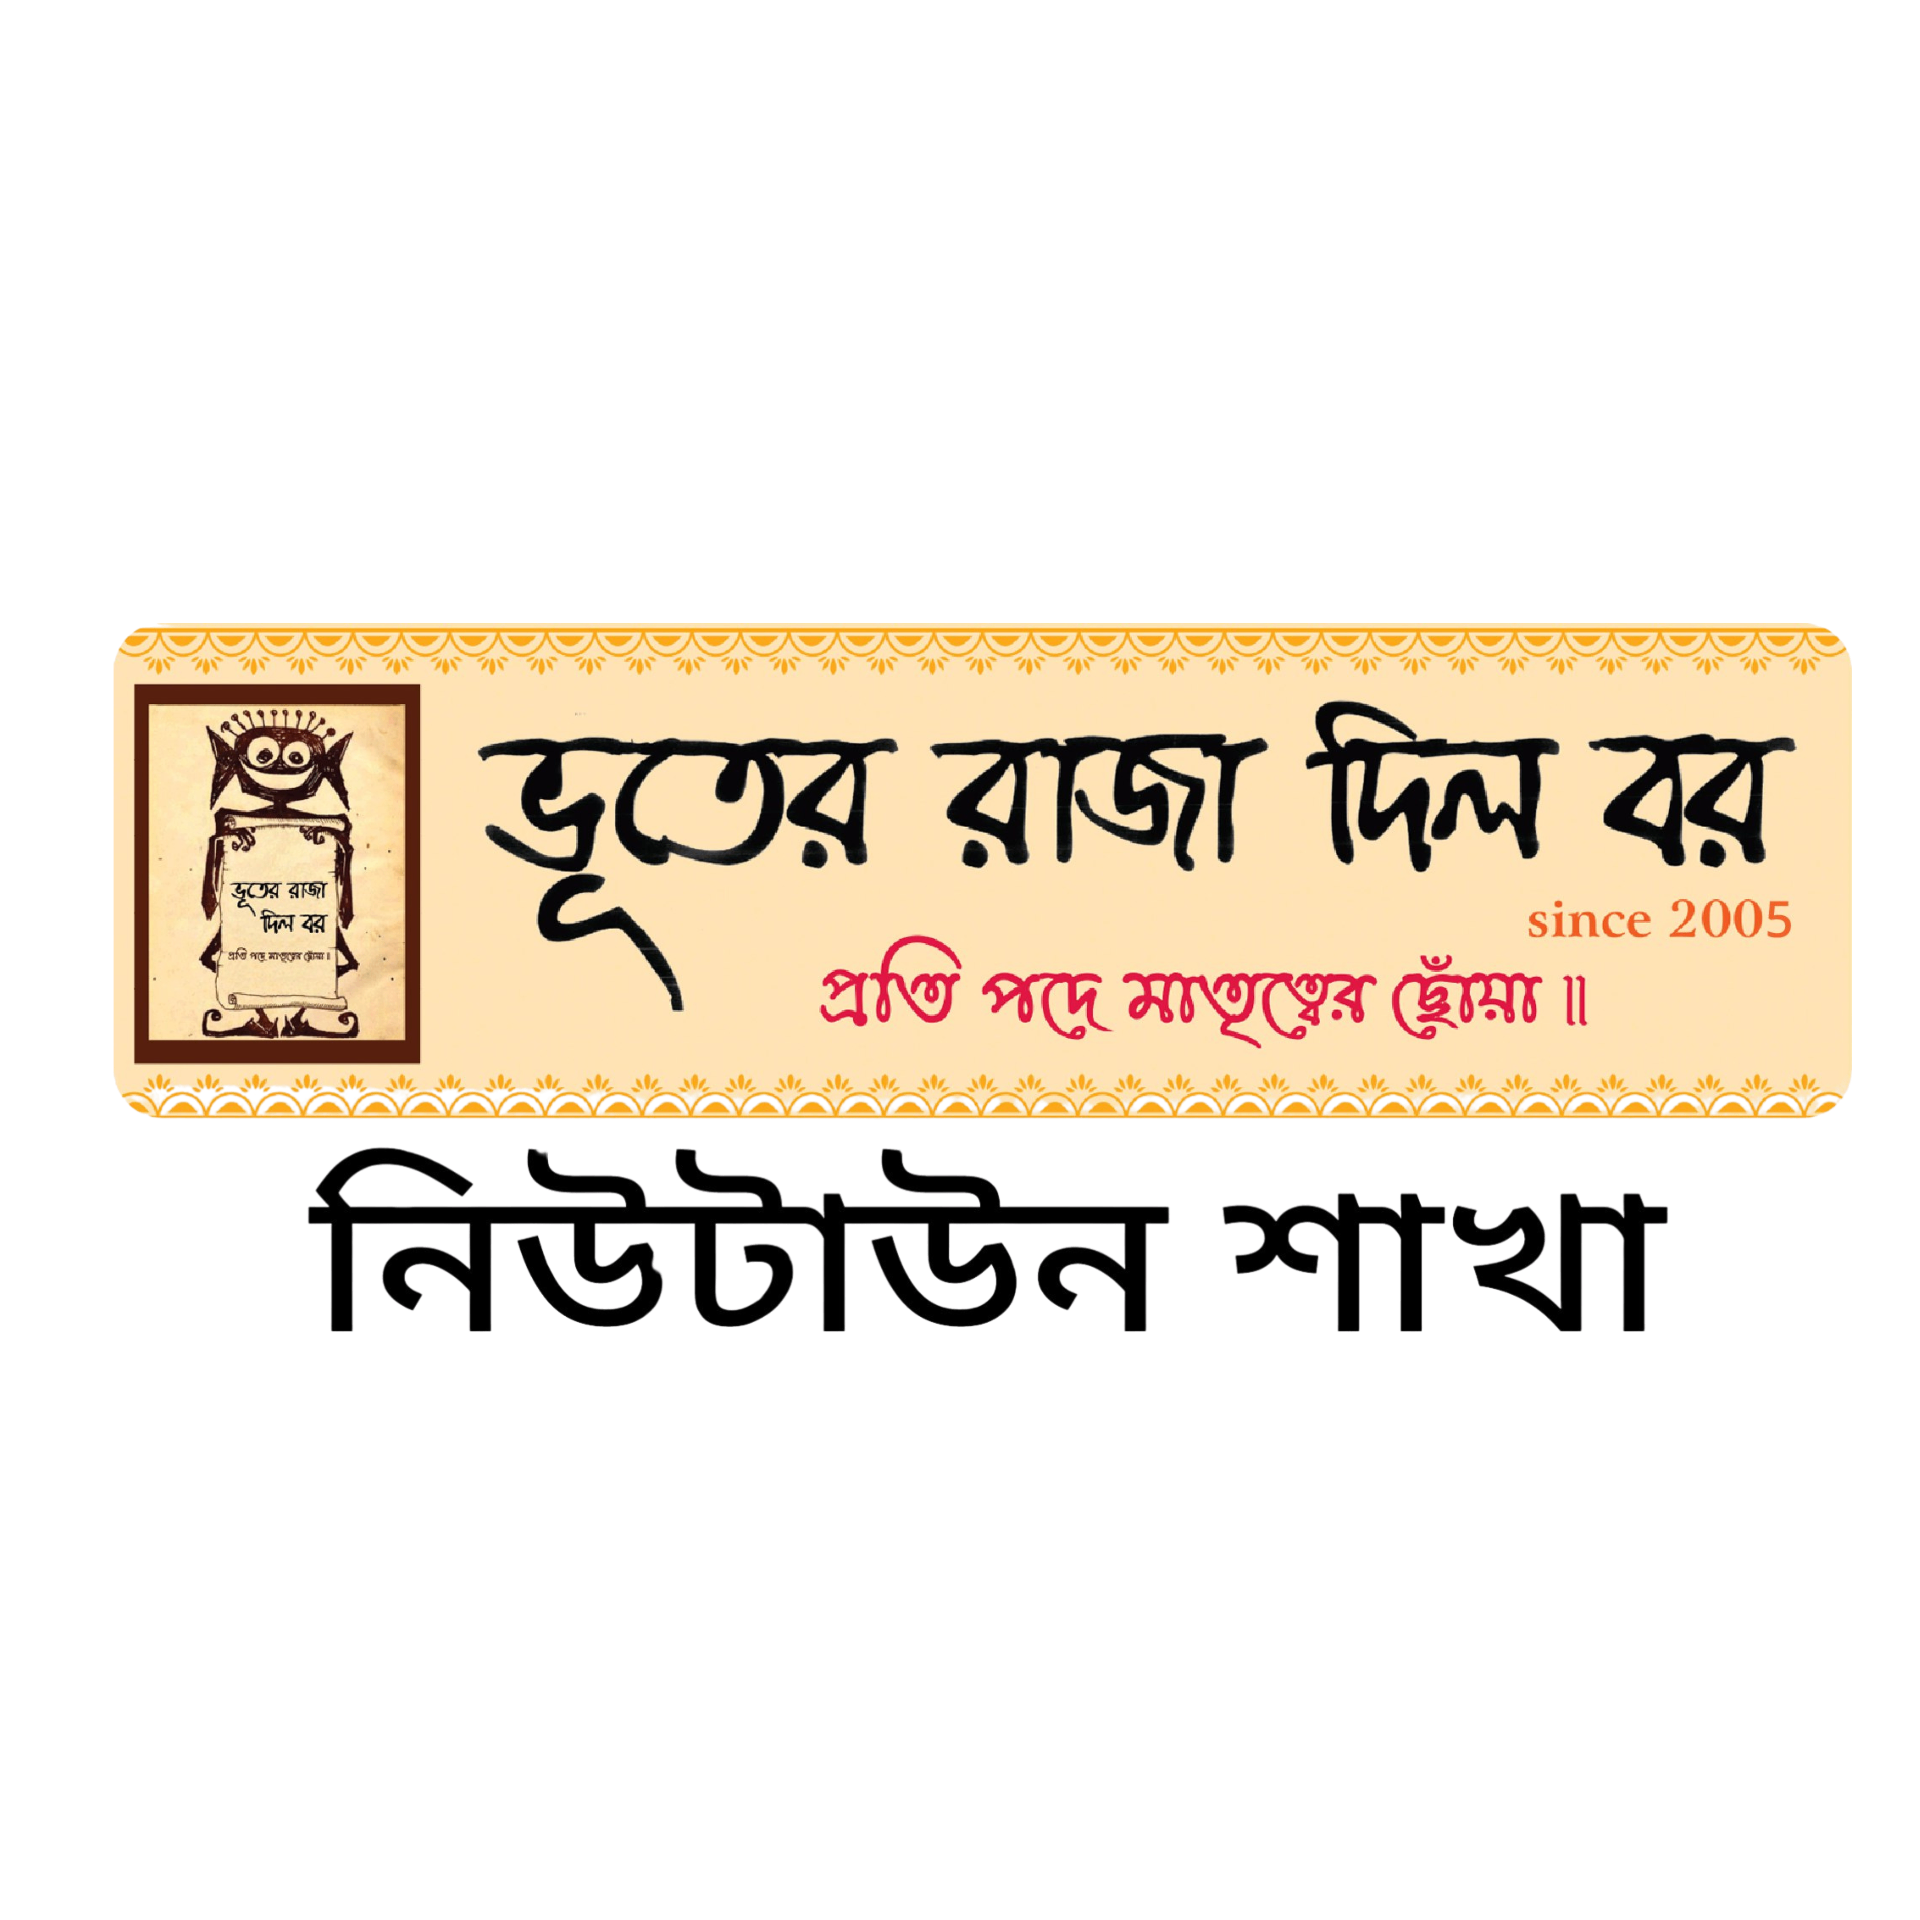 ভূতের রাজা দিল বর
since 2005
প্রতি পদে মাতৃত্বের ছোঁয়া ॥
ভূতের রাজা
দিল বর
প্রতি পদে মাতৃত্বের ছোঁয়া ॥
নিউটাউন শাখা